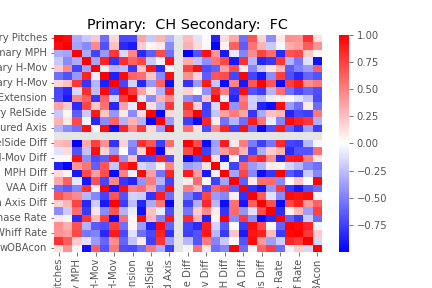 Primary: CH Secondary: FC
ry Pitches
mary MPH
ary H-Mov
ary H-Mov
Extension
ry RelSide
ured Axis
elSide Diff
H-Mov Diff
MPH Diff
VAA Diff
n Axis Diff
hase Rate
Whiff Rate
wOBAcon
1.00
0.75
0.50
0.25
0.00
−0.25
−0.50
−0.75
itches
y MPH
H-Mov
H-Mov
ension
elSide
d Axis
e Diff
v Diff
H Diff
A Diff
is Diff
e Rate
f Rate
BAcon